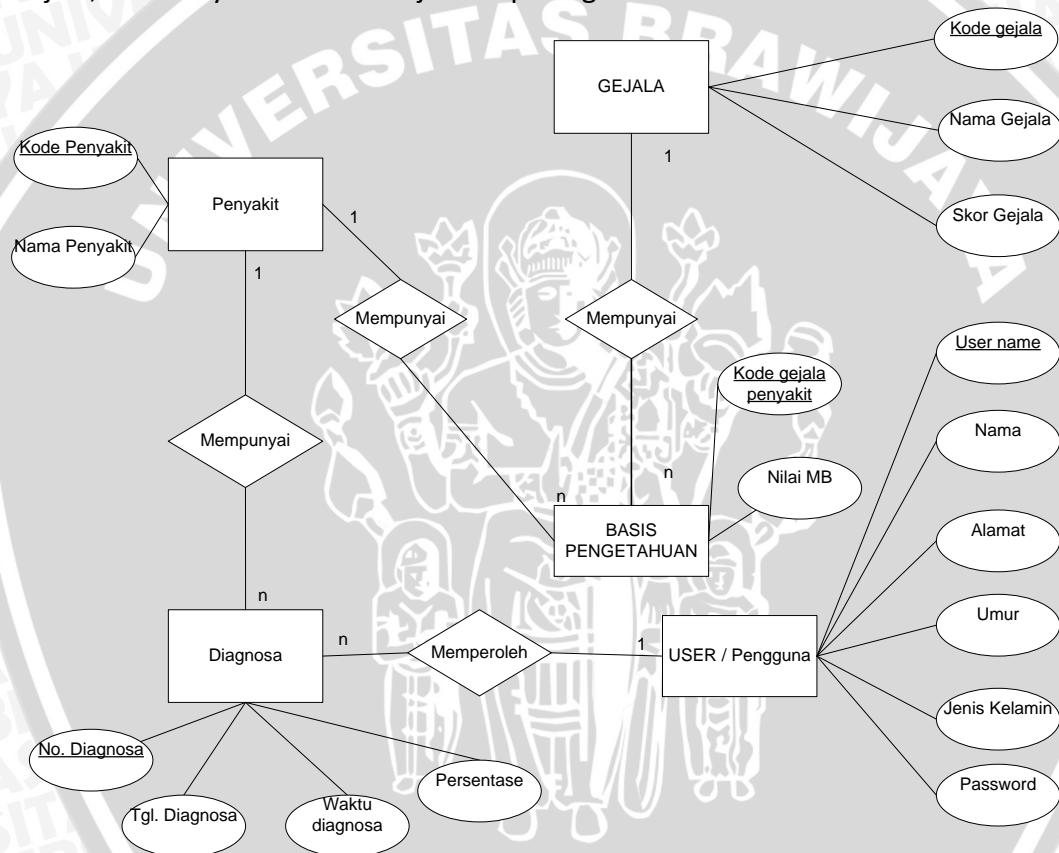 UNIVERSITAS BRAWIJAYA
GEJALA
Kode gejala
Nama Gejala
Skor Gejala
1
Kode Penyakit
Nama Penyakit
Penyakit
1
1
Mempunyai
Mempunyai
Mempunyai
Kode gejala
penyakit
Nilai MB
n
n
BASIS
PENGETAHUAN
User name
Nama
Alamat
Umur
Jenis Kelamin
Password
n
Diagnosa
n
Memperoleh
1
USER / Pengguna
No. Diagnosa
Tgl. Diagnosa
Waktu
diagnosa
Persentase